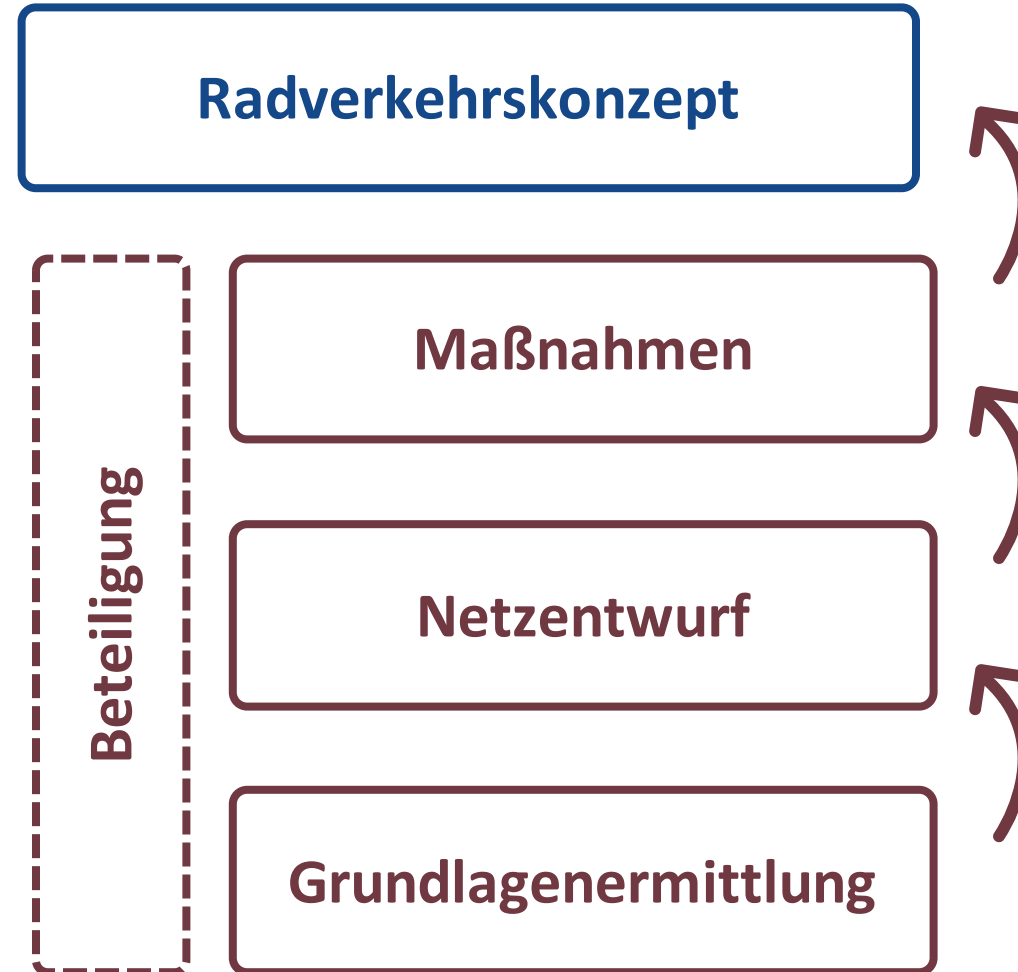 Radverkehrskonzept
Maßnahmen
Beteiligung
Netzentwurf
Grundlagenermittlung